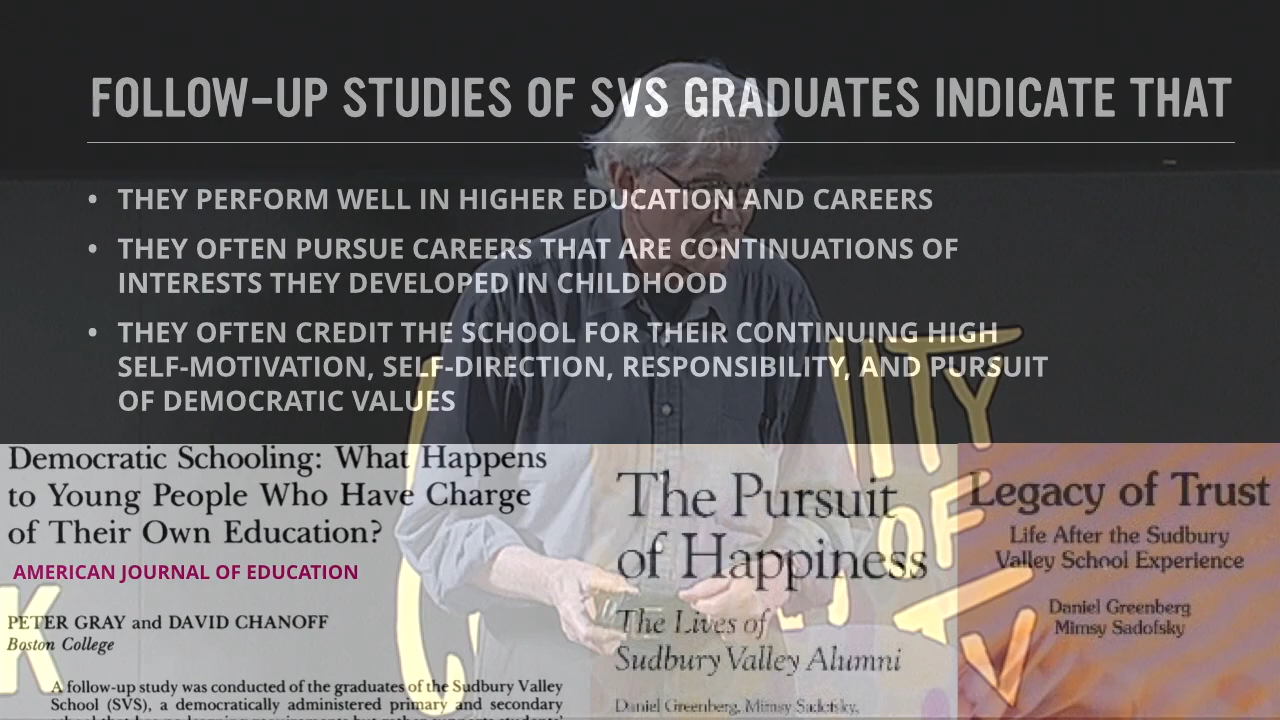 FOLLOW-UP STUDIES OF SVS GRADUATES INDICATE THAT
• THEY PERFORM WELL IN HIGHER EDUCATION AND CAREERS
• THEY OFTEN PURSUE CAREERS THAT ARE CONTINUATIONS OF
INTERESTS THEY DEVELOPED IN CHILDHOOD
• THEY OFTEN CREDIT THE SCHOOL FOR THEIR CONTINUING HIGH
SELF-MOTIVATION, SELF-DIRECTION, RESPONSIBILITY, AND PURSUIT
OF DEMOCRATIC VALUES
Democratic Schooling: What Happens
to Young People Who Have Charge
of Their Own Education?
AMERICAN JOURNAL OF EDUCATION
PETER GRAY and DAVID CHANOFF
Boston College
A follow-up study was conducted of the graduates of the Sudbury Valley
School (SVS), a democratically administered primary and secondary
The Pursuit
of Happiness
The Lives of
Sudbury Valley Alumni
Daniel Greenberg, Mimsy Sadofsky,
Legacy of Trust
Life After the Sudbury
Valley School Experience
Daniel Greenberg
Mimsy Sadofsky
ITY
OF
K